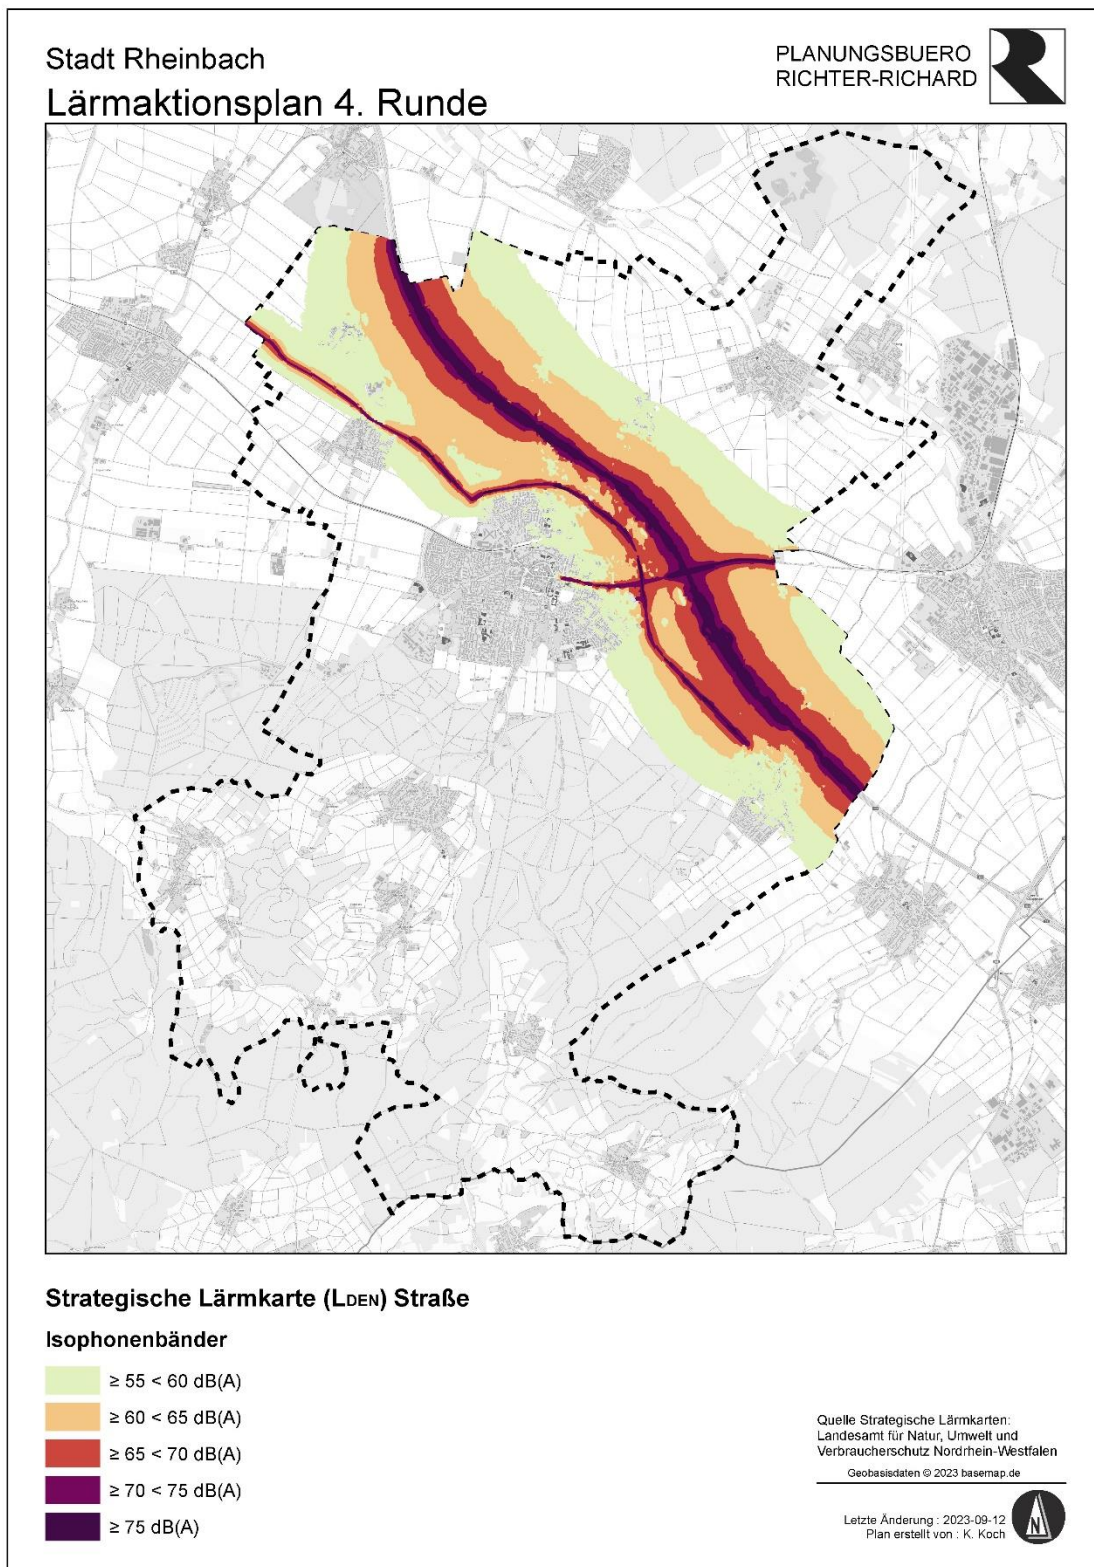 Stadt Rheinbach
Lärmaktionsplan 4. Runde
PLANUNGSBUERO
RICHTER-RICHARD
Strategische Lärmkarte (LDEN) Straße
Isophonenbänder
≥ 55 < 60 dB(A)
≥ 60 < 65 dB(A)
≥ 65 < 70 dB(A)
≥ 70 < 75 dB(A)
≥ 75 dB(A)
Quelle Strategische Lärmkarten:
Landesamt für Natur, Umwelt und
Verbraucherschutz Nordrhein-Westfalen
Geobasisdaten © 2023 basemap.de
Letzte Änderung : 2023-09-12
Plan erstellt von : K. Koch
N